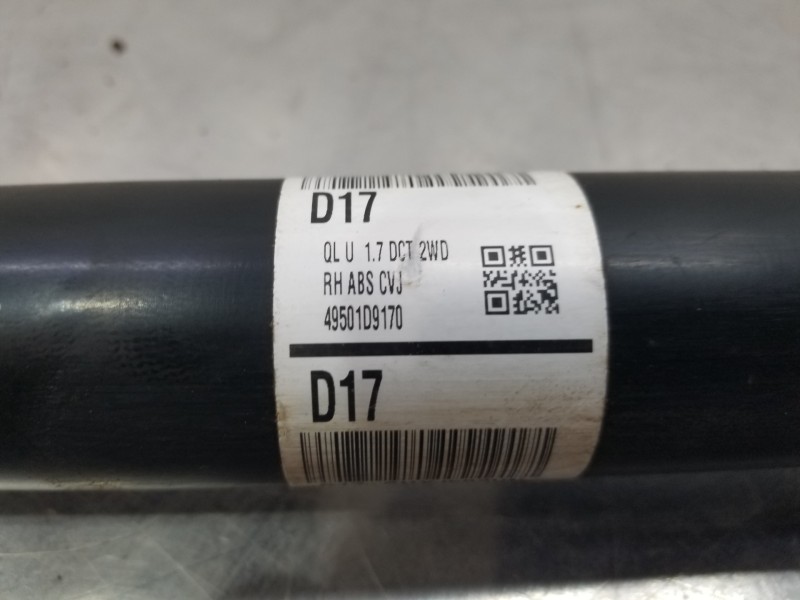 D17
QL U 1.7 DCT 2WD
RH ABS CVJ
49501D9170
D17